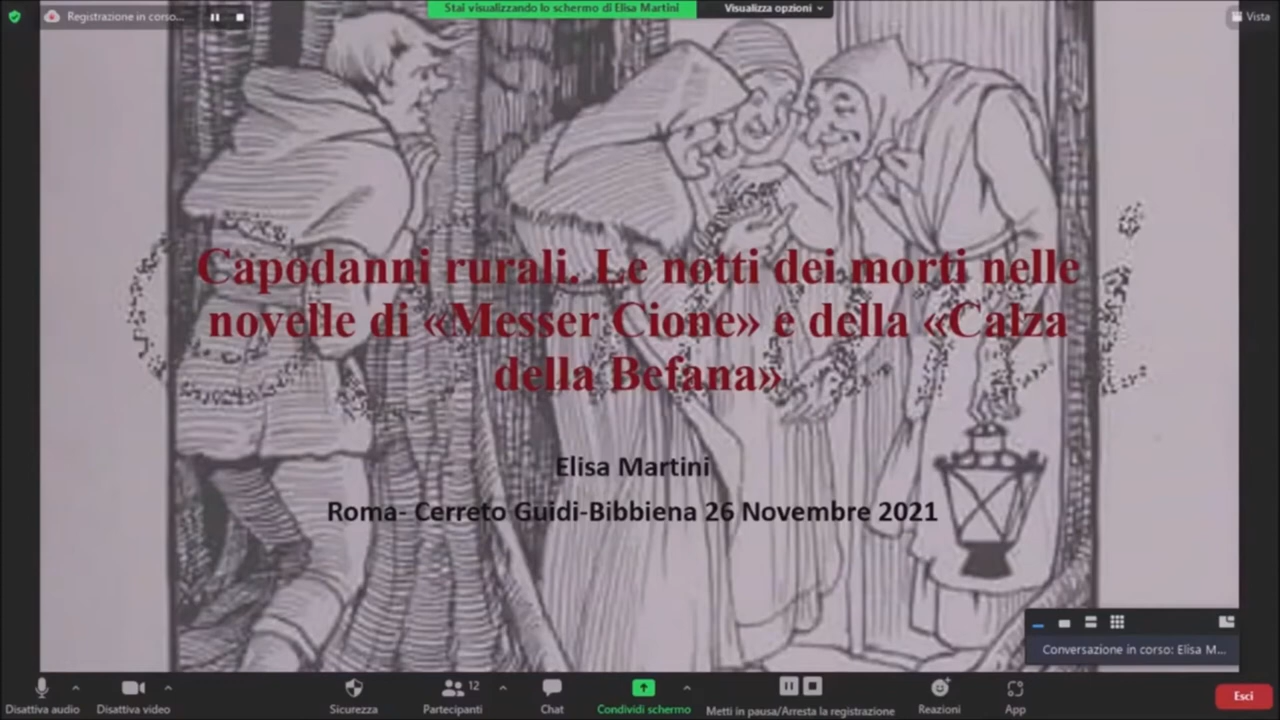 Registrazione in corso...
Stai visualizzando lo schermo di Elisa Martini
Visualizza opzioni
Vista
Capodanni rurali. Le notti dei morti nelle
novelle di «Messer Cione» e della «Calza
della Befana»
Elisa Martini
Roma- Cerreto Guidi-Bibbiena 26 Novembre 2021
Conversazione in corso: Elisa M...
Disattiva audio
Disattiva video
Sicurezza
Partecipanti
12
Chat
Condividi schermo
Metti in pausa/Arresta la registrazione
Reazioni
App
Esci